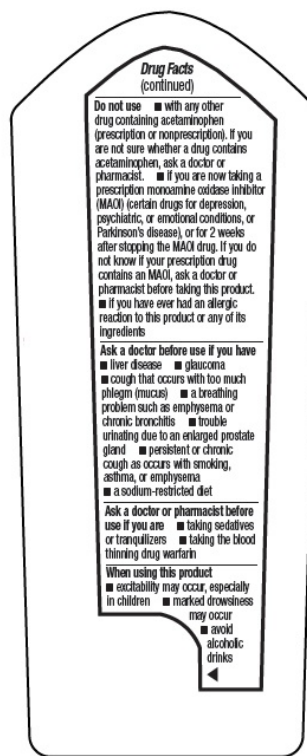 Drug Facts
(continued)
Do not use ■ with any other
drug containing acetaminophen
(prescription or nonprescription). If you
are not sure whether a drug contains
acetaminophen, ask a doctor or
pharmacist. ■ if you are now taking a
prescription monoamine oxidase inhibitor
(MAOI) (certain drugs for depression,
psychiatric, or emotional conditions, or
Parkinson's disease), or for 2 weeks
after stopping the MAOI drug. If you do
not know if your prescription drug
contains an MAOI, ask a doctor or
pharmacist before taking this product.
■ if you have ever had an allergic
reaction to this product or any of its
ingredients
Ask a doctor before use if you have
■ liver disease ■ glaucoma
■ cough that occurs with too much
phlegm (mucus) ■ a breathing
problem such as emphysema or
chronic bronchitis ■ trouble
urinating due to an enlarged prostate
gland ■ persistent or chronic
cough as occurs with smoking,
asthma, or emphysema
■ a sodium-restricted diet
Ask a doctor or pharmacist before
use if you are ■ taking sedatives
or tranquilizers ■ taking the blood
thinning drug warfarin
When using this product
■ excitability may occur, especially
in children ■ marked drowsiness
may occur
■ avoid
alcoholic
drinks